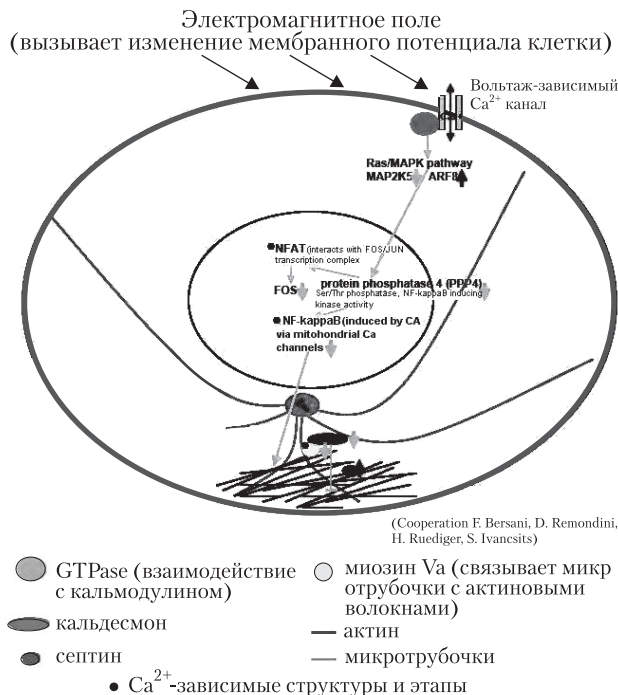 Электромагнитное поле
(вызывает изменение мембранного потенциала клетки)
Вольтаж-зависимый
Ca²⁺ канал
Ca
Ras/MAPK pathway
MAP2K5 ARF8
NFAT (interacts with FOS/JUN
transcription complex
FOS
protein phosphatase 4 (PPP4)
Ser/Thr phosphatase, NF-kappaB inducing
kinase activity
NF-kappaB (induced by CA
via mitohondrial Ca
channels)
(Cooperation F. Bersani, D. Remondini,
H. Ruediger, S. Ivancsits)
GTPase (взаимодействие
с кальмодулином)
кальдесмон
септин
миозин Va (связывает микр
отрубочки с актиновыми
волокнами)
актин
микротрубочки
• Ca²⁺-зависимые структуры и этапы